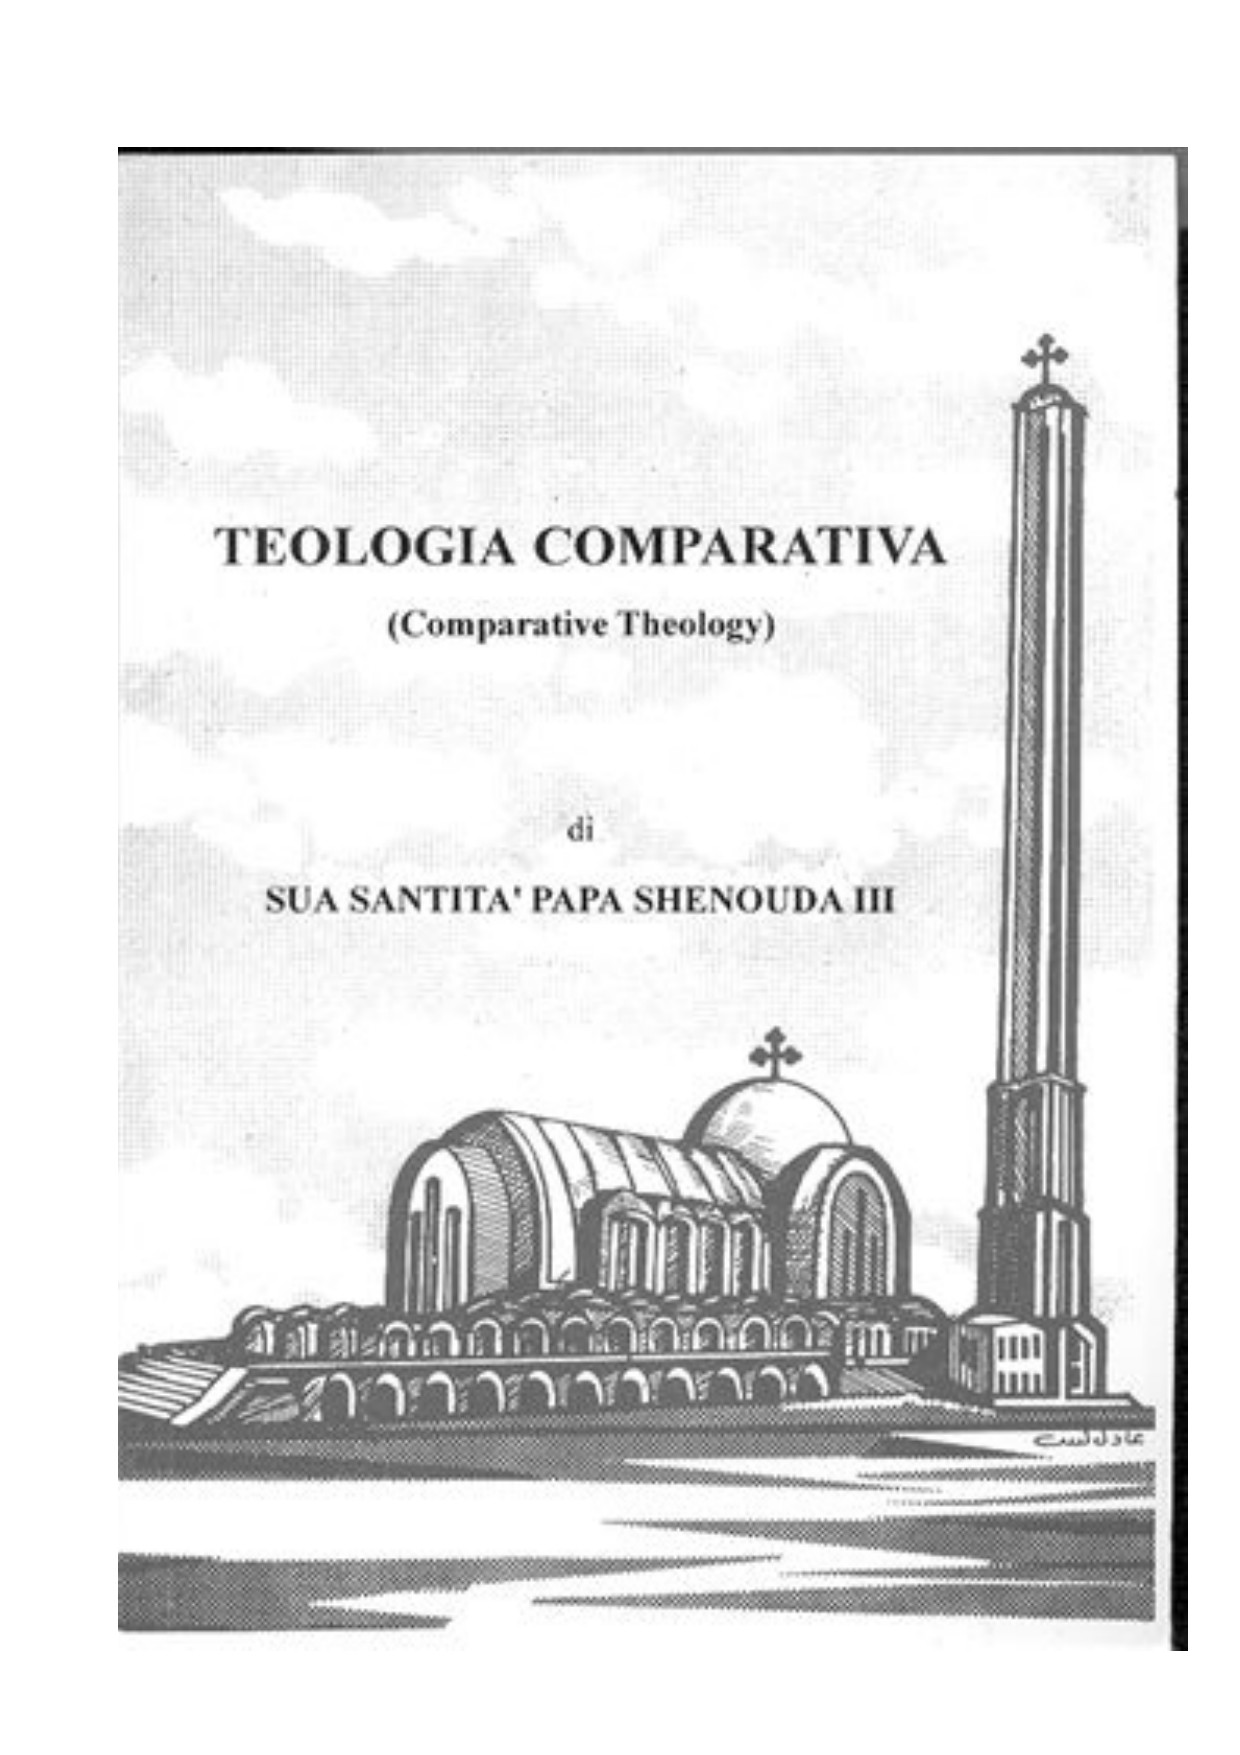 TEOLOGIA COMPARATIVA
(Comparative Theology)
di
SUA SANTITA' PAPA SHENOUDA III